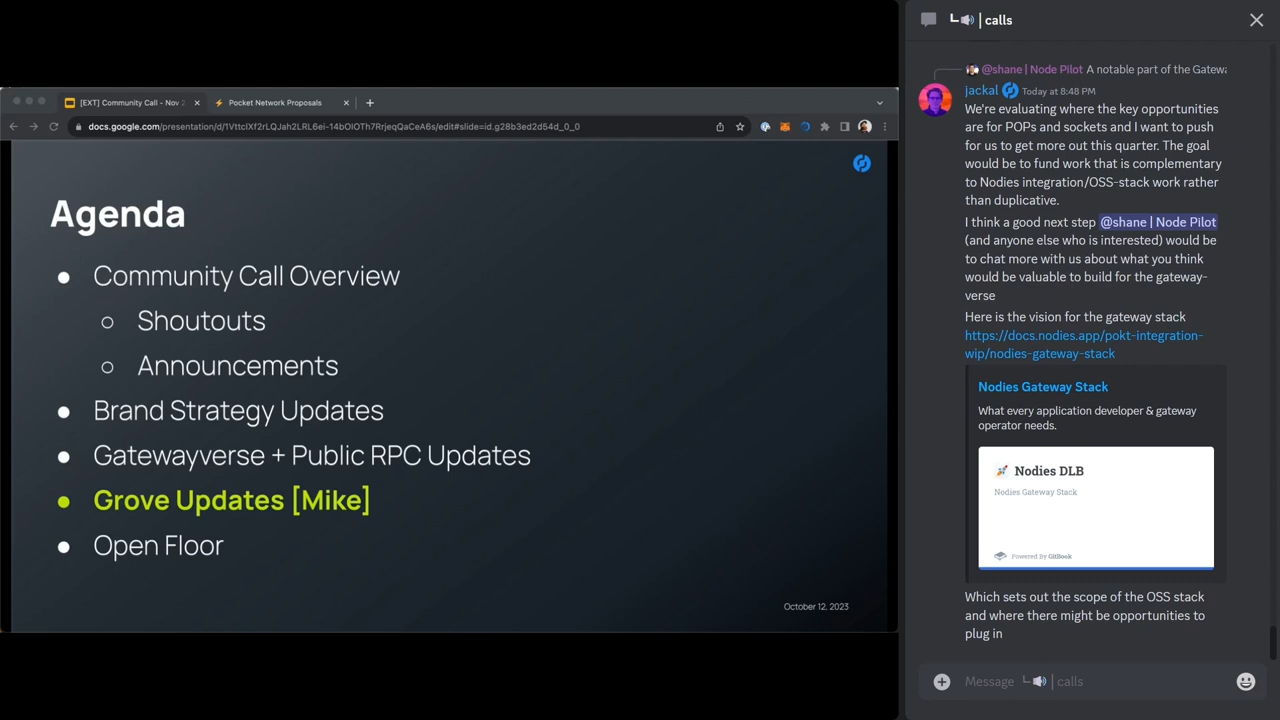 [EXT] Community Call - Nov 2
Pocket Network Proposals
docs.google.com/presentation/d/1VttcIXf2rLQJah2LRL6ei-14bOIOTh7RrjeqQaCeA6s/edit#slide=id.g28b3ed2d54d_0_0
Agenda
Community Call Overview
Shoutouts
Announcements
Brand Strategy Updates
Gatewayverse + Public RPC Updates
Grove Updates [Mike]
Open Floor
October 12, 2023
calls
@shane | Node Pilot A notable part of the Gatewa
jackal Today at 8:48 PM
We're evaluating where the key opportunities
are for POPs and sockets and I want to push
for us to get more out this quarter. The goal
would be to fund work that is complementary
to Nodies integration/OSS-stack work rather
than duplicative.
I think a good next step @shane | Node Pilot
(and anyone else who is interested) would be
to chat more with us about what you think
would be valuable to build for the gateway-
verse
Here is the vision for the gateway stack
https://docs.nodies.app/pokt-integration-
wip/nodies-gateway-stack
Nodies Gateway Stack
What every application developer & gateway
operator needs.
Nodies DLB
Nodies Gateway Stack
Powered By GitBook
Which sets out the scope of the OSS stack
and where there might be opportunities to
plug in
Message calls